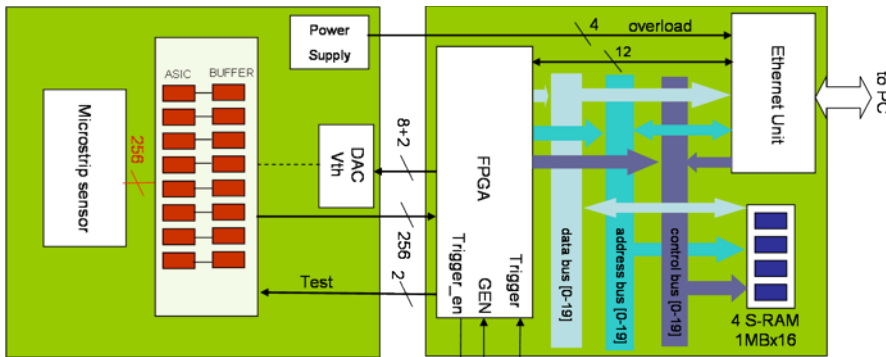 Power
Supply
4
overload
12
Ethernet Unit
to PC
ASIC
BUFFER
Microstrip sensor
256
DAC
Vth
8+2
FPGA
256
Test
2
Trigger_en
GEN
Trigger
data bus [0-19]
address bus [0-19]
control bus [0-19]
4 S-RAM
1MBx16